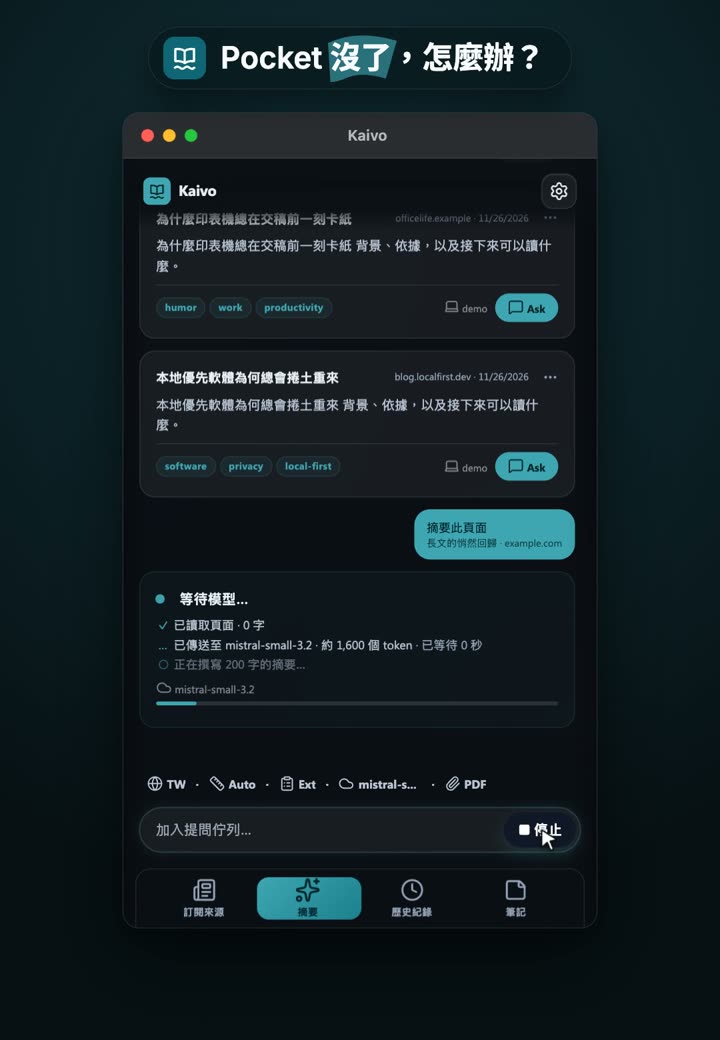 Pocket 沒了，怎麼辦？
Kaivo
Kaivo
為什麼印表機總在交稿前一刻卡紙
officelife.example · 11/26/2026
為什麼印表機總在交稿前一刻卡紙 背景、依據，以及接下來可以讀什
麼。
humor work productivity
demo Ask
本地優先軟體為何總會捲土重來
blog.localfirst.dev · 11/26/2026
本地優先軟體為何總會捲土重來 背景、依據，以及接下來可以讀什
麼。
software privacy local-first
demo Ask
摘要此頁面
長文的悄然回歸 · example.com
等待模型...
已讀取頁面 · 0 字
... 已傳送至 mistral-small-3.2 · 約 1,600 個 token · 已等待 0 秒
正在撰寫 200 字的摘要...
mistral-small-3.2
TW · Auto · Ext · mistral-s... · PDF
加入提問佇列...
停止
訂閱來源 摘要 歷史紀錄 筆記